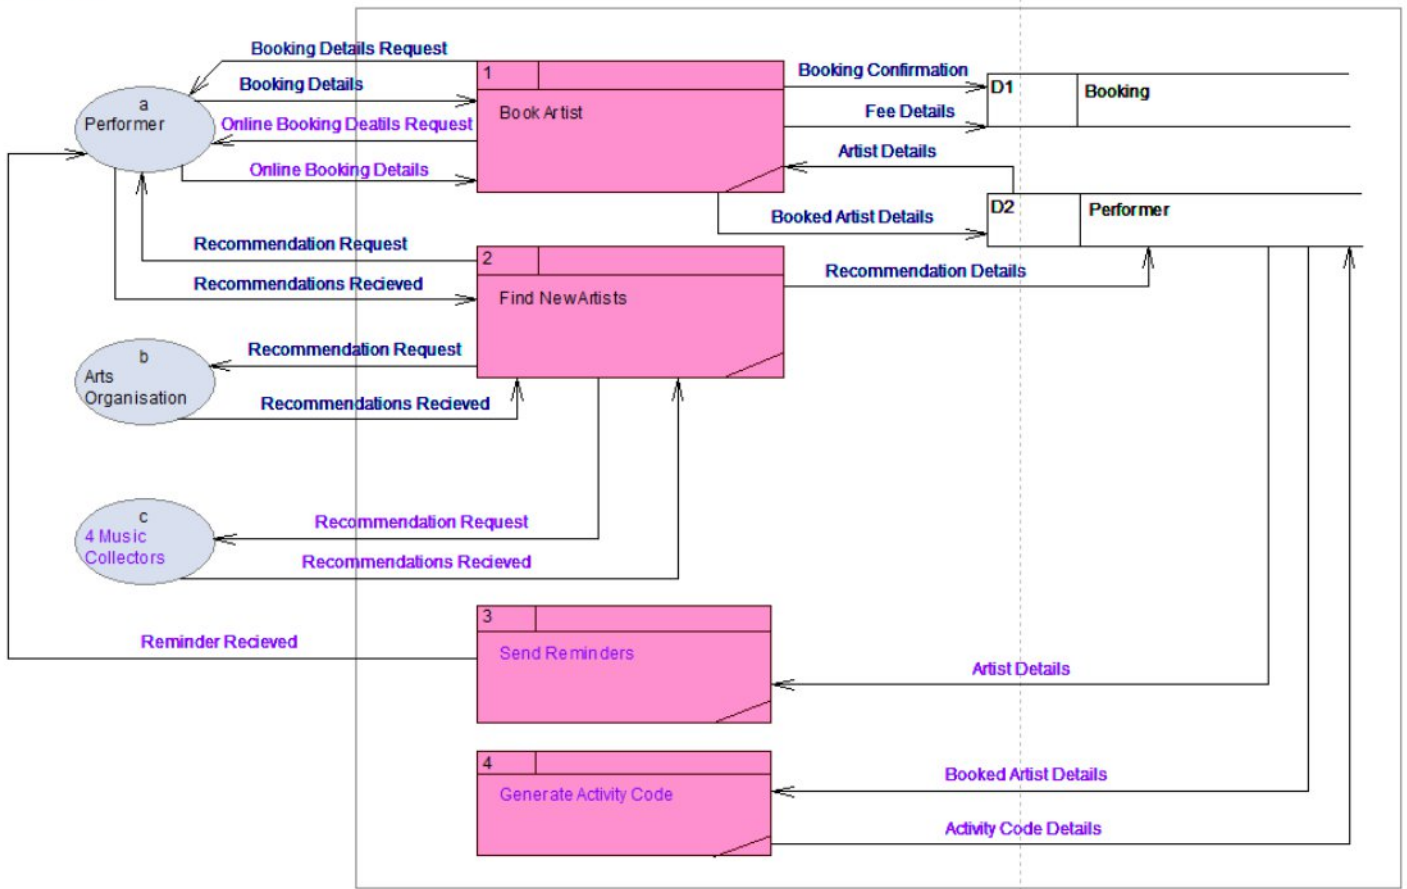 Booking Details Request
1
Booking Confirmation
D1
Booking
Booking Details
a
Performer
Book Artist
Fee Details
Online Booking Deatils Request
Artist Details
Online Booking Details
D2
Performer
Booked Artist Details
Recommendation Request
2
Recommendation Details
Recommendations Recieved
Find New Artists
b
Arts
Organisation
Recommendation Request
Recommendations Recieved
c
4 Music
Collectors
Recommendation Request
Recommendations Recieved
3
Reminder Recieved
Send Reminders
Artist Details
4
Generate Activity Code
Booked Artist Details
Activity Code Details